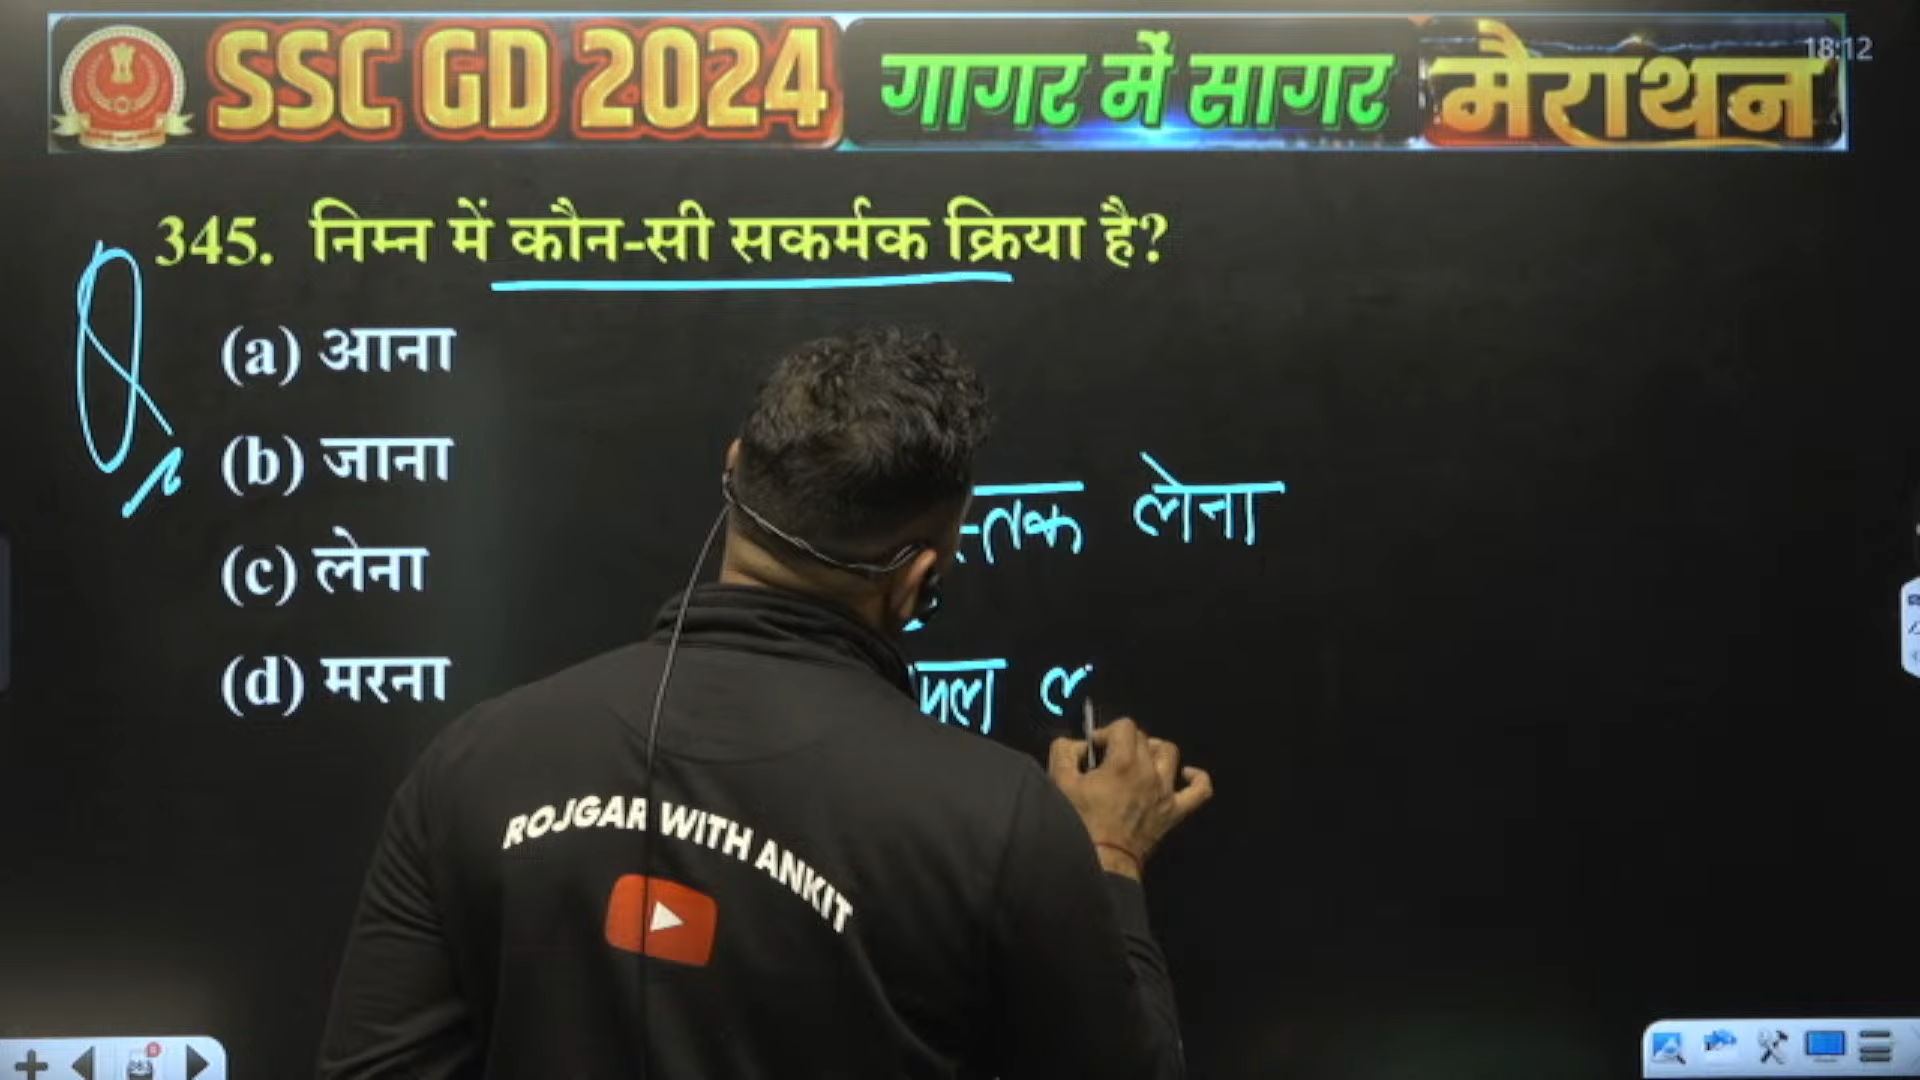 SSC GD 2024 गागर में सागर मैराथन
18:12
345. निम्न में कौन-सी सकर्मक क्रिया है?
(a) आना
(b) जाना
(c) लेना
(d) मरना
लेना
ROJGAR WITH ANKIT